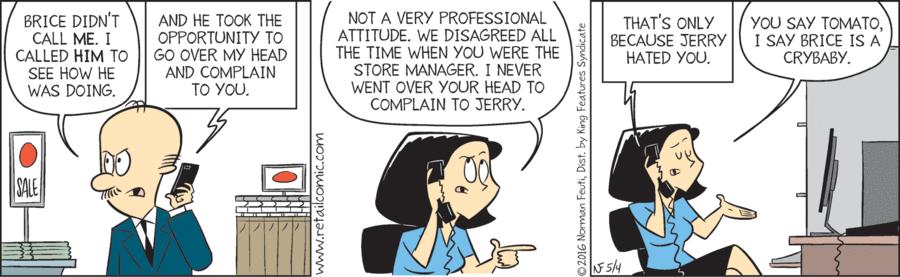 BRICE DIDN'T
CALL ME. I
CALLED HIM TO
SEE HOW HE
WAS DOING.
AND HE TOOK THE
OPPORTUNITY TO
GO OVER MY HEAD
AND COMPLAIN
TO YOU.
SALE
www.retailcomic.com
NOT A VERY PROFESSIONAL
ATTITUDE. WE DISAGREED ALL
THE TIME WHEN YOU WERE THE
STORE MANAGER. I NEVER
WENT OVER YOUR HEAD TO
COMPLAIN TO JERRY.
©2016 Norman Feuti, Dist. by King Features Syndicate
THAT'S ONLY
BECAUSE JERRY
HATED YOU.
YOU SAY TOMATO,
I SAY BRICE IS A
CRYBABY.
NF 5/4